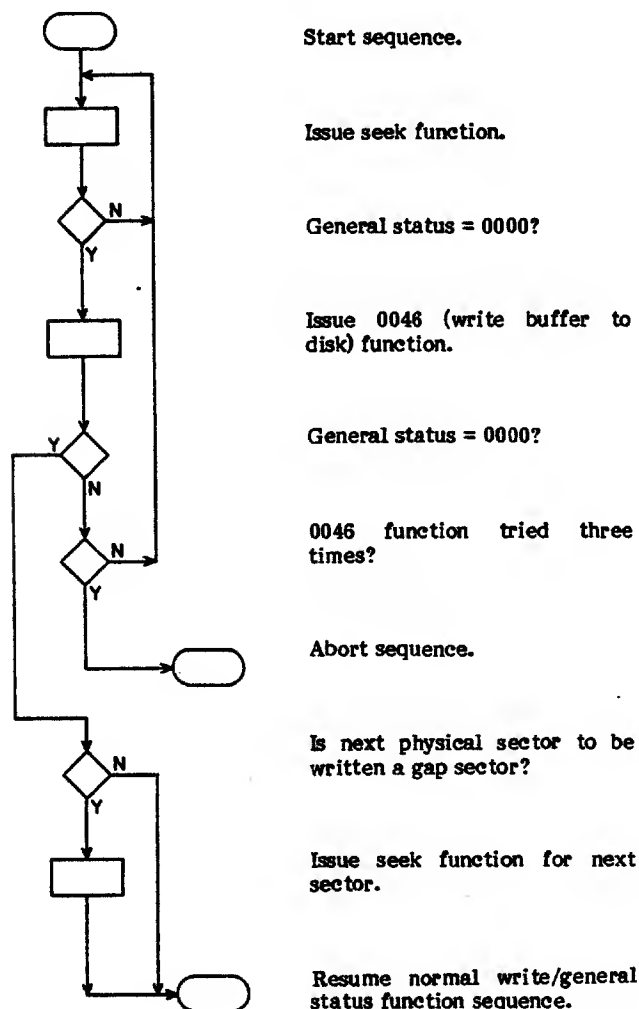 Start sequence.
Issue seek function.
N
General status = 0000?
Y
Issue 0046 (write buffer to
disk) function.
Y
General status = 0000?
N
N
0046 function tried three
times?
Y
Abort sequence.
Is next physical sector to be
written a gap sector?
N
Y
Issue seek function for next
sector.
Resume normal write/general
status function sequence.